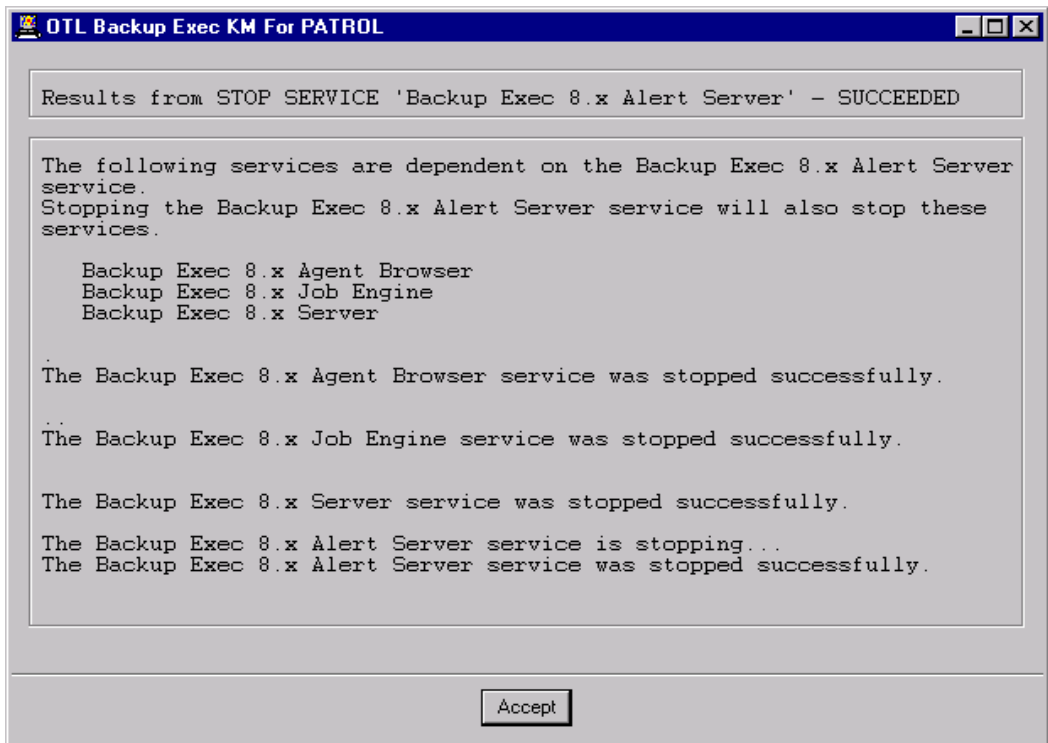 OTL Backup Exec KM For PATROL
Results from STOP SERVICE 'Backup Exec 8.x Alert Server' - SUCCEEDED
The following services are dependent on the Backup Exec 8.x Alert Server
service.
Stopping the Backup Exec 8.x Alert Server service will also stop these
services.
Backup Exec 8.x Agent Browser
Backup Exec 8.x Job Engine
Backup Exec 8.x Server
.
The Backup Exec 8.x Agent Browser service was stopped successfully.
..
The Backup Exec 8.x Job Engine service was stopped successfully.
The Backup Exec 8.x Server service was stopped successfully.
The Backup Exec 8.x Alert Server service is stopping...
The Backup Exec 8.x Alert Server service was stopped successfully.
Accept